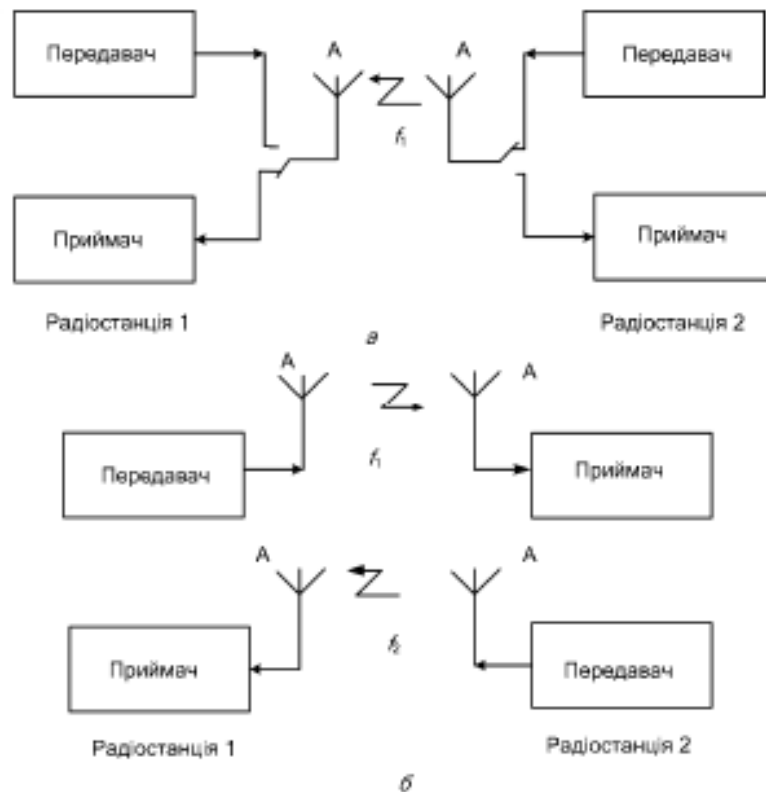 Передавач
А
А
Передавач
f₁
Приймач
Приймач
Радіостанція 1
Радіостанція 2
а
А
А
Передавач
f₁
Приймач
А
А
Приймач
f₂
Передавач
Радіостанція 1
Радіостанція 2
б